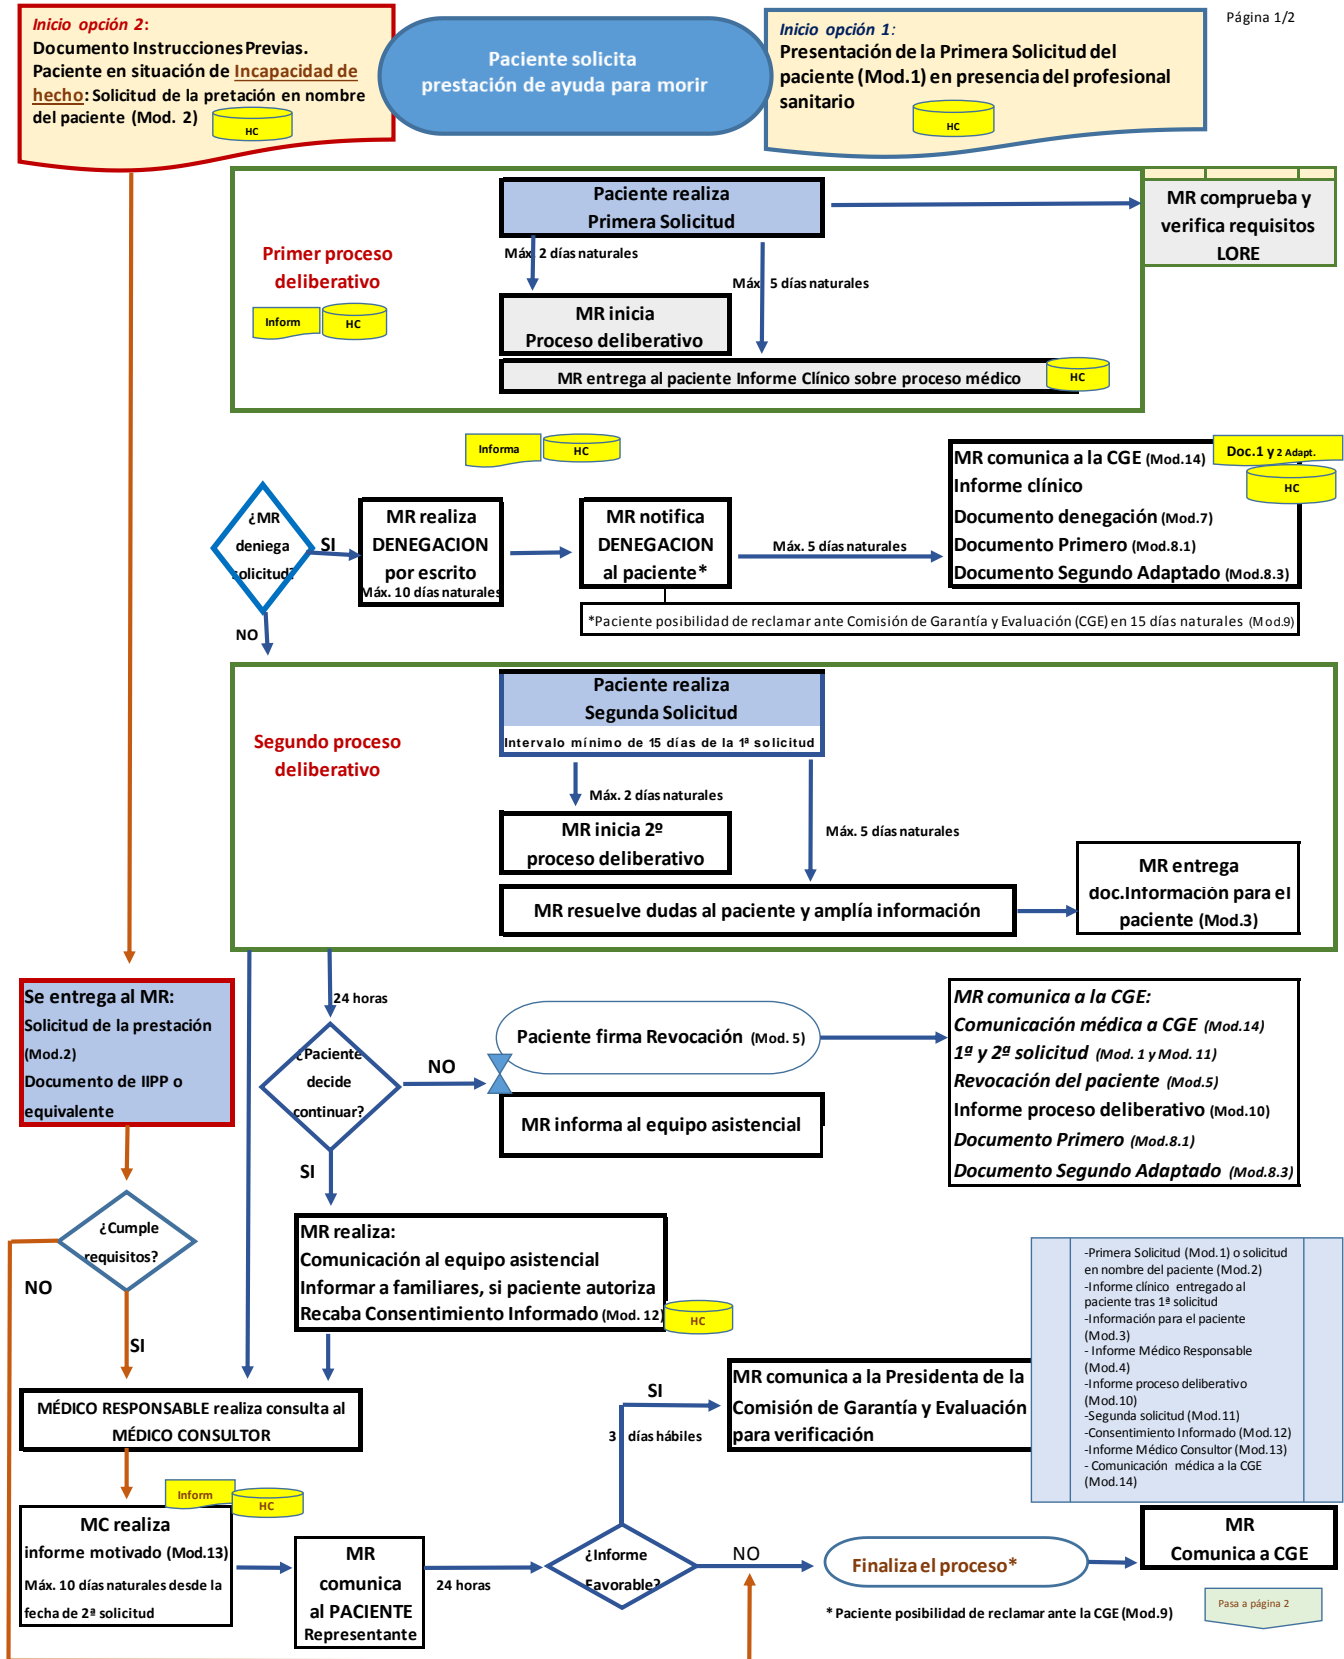 Página 1/2
Inicio opción 2:
Documento Instrucciones Previas.
Paciente en situación de Incapacidad de
hecho: Solicitud de la pretación en nombre
del paciente (Mod. 2)
HC
Paciente solicita
prestación de ayuda para morir
Inicio opción 1:
Presentación de la Primera Solicitud del
paciente (Mod.1) en presencia del profesional
sanitario
HC
Primer proceso
deliberativo
Inform
HC
Paciente realiza
Primera Solicitud
MR comprueba y
verifica requisitos
LORE
Máx. 2 días naturales
Máx. 5 días naturales
MR inicia
Proceso deliberativo
MR entrega al paciente Informe Clínico sobre proceso médico
HC
Informa
HC
¿MR
deniega
solicitud?
SI
NO
MR realiza
DENEGACION
por escrito
Máx. 10 días naturales
MR notifica
DENEGACION
al paciente*
Máx. 5 días naturales
MR comunica a la CGE (Mod.14)
Informe clínico
Documento denegación (Mod.7)
Documento Primero (Mod.8.1)
Documento Segundo Adaptado (Mod.8.3)
Doc.1 y 2 Adapt.
HC
*Paciente posibilidad de reclamar ante Comisión de Garantía y Evaluación (CGE) en 15 días naturales (Mod.9)
Segundo proceso
deliberativo
Paciente realiza
Segunda Solicitud
Intervalo mínimo de 15 días de la 1ª solicitud
Máx. 2 días naturales
Máx. 5 días naturales
MR inicia 2º
proceso deliberativo
MR resuelve dudas al paciente y amplía información
MR entrega
doc.Información para el
paciente (Mod.3)
Se entrega al MR:
Solicitud de la prestación
(Mod.2)
Documento de IIPP o
equivalente
24 horas
¿Paciente
decide
continuar?
NO
SI
Paciente firma Revocación (Mod. 5)
MR informa al equipo asistencial
MR comunica a la CGE:
Comunicación médica a CGE (Mod.14)
1ª y 2ª solicitud (Mod. 1 y Mod. 11)
Revocación del paciente (Mod.5)
Informe proceso deliberativo (Mod.10)
Documento Primero (Mod.8.1)
Documento Segundo Adaptado (Mod.8.3)
¿Cumple
requisitos?
NO
SI
MR realiza:
Comunicación al equipo asistencial
Informar a familiares, si paciente autoriza
Recaba Consentimiento Informado (Mod. 12)
HC
-Primera Solicitud (Mod.1) o solicitud
en nombre del paciente (Mod.2)
-Informe clínico entregado al
paciente tras 1ª solicitud
-Información para el paciente
(Mod.3)
- Informe Médico Responsable
(Mod.4)
-Informe proceso deliberativo
(Mod.10)
-Segunda solicitud (Mod.11)
-Consentimiento Informado (Mod.12)
-Informe Médico Consultor (Mod.13)
- Comunicación médica a la CGE
(Mod.14)
MÉDICO RESPONSABLE realiza consulta al
MÉDICO CONSULTOR
SI
3 días hábiles
MR comunica a la Presidenta de la
Comisión de Garantía y Evaluación
para verificación
Inform
HC
MC realiza
informe motivado (Mod.13)
Máx. 10 días naturales desde la
fecha de 2ª solicitud
MR
comunica
al PACIENTE
Representante
24 horas
¿Informe
Favorable?
NO
Finaliza el proceso*
MR
Comunica a CGE
* Paciente posibilidad de reclamar ante la CGE (Mod.9)
Pasa a página 2